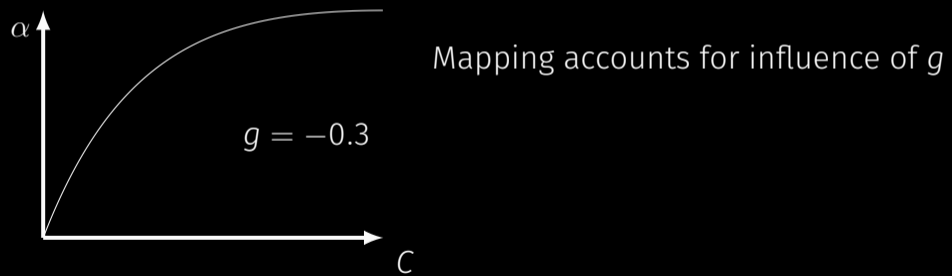 α
Mapping accounts for influence of g
g = −0.3
C